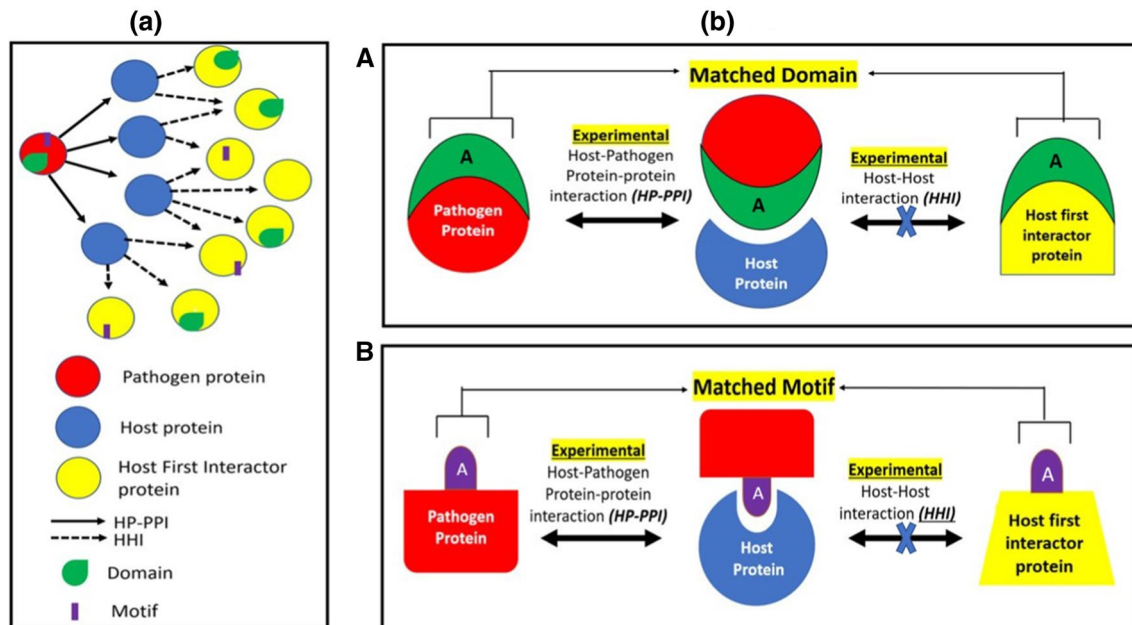 (a)
Pathogen protein
Host protein
Host First Interactor
protein
HP-PPI
HHI
Domain
Motif
(b)
A
Matched Domain
A
Pathogen
Protein
Experimental
Host-Pathogen
Protein-protein
interaction (HP-PPI)
A
Host
Protein
Experimental
Host-Host
interaction (HHI)
A
Host first
interactor
protein
B
Matched Motif
A
Pathogen
Protein
Experimental
Host-Pathogen
Protein-protein
interaction (HP-PPI)
A
Host
Protein
Experimental
Host-Host
interaction (HHI)
A
Host first
interactor
protein